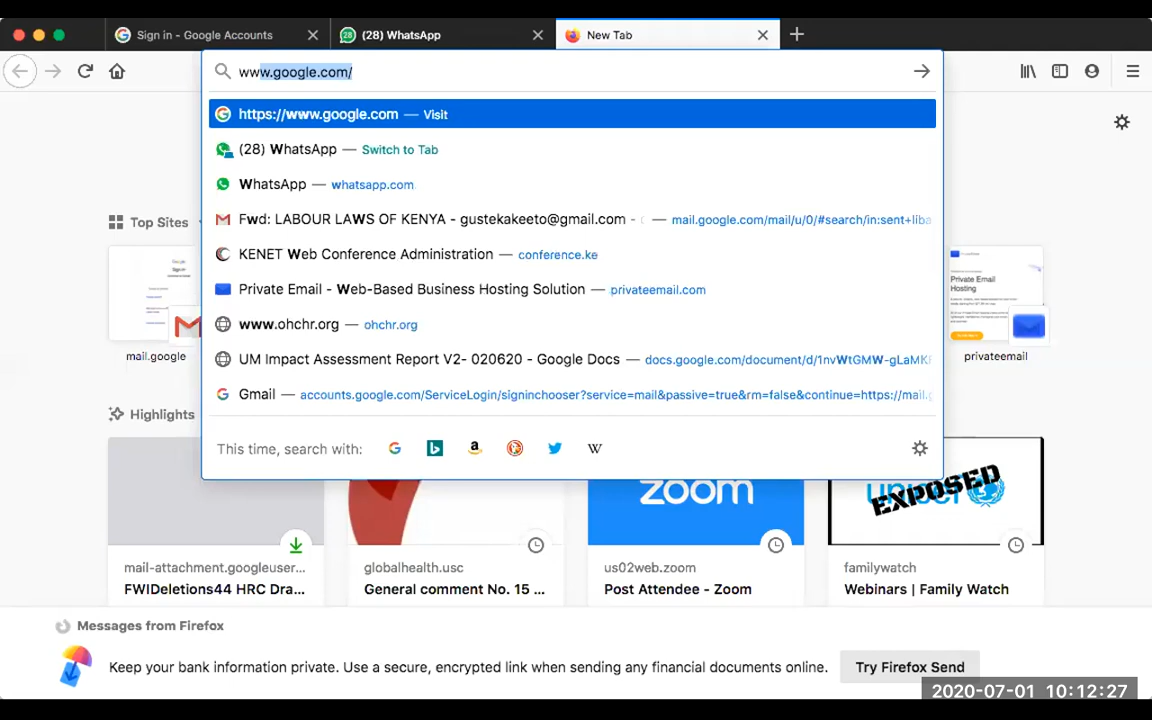 Sign in - Google Accounts
(28) WhatsApp
New Tab
www.google.com/
https://www.google.com — Visit
(28) WhatsApp — Switch to Tab
WhatsApp — whatsapp.com
Fwd: LABOUR LAWS OF KENYA - gustekakeeto@gmail.com - — mail.google.com/mail/u/0/#search/in:sent+liba
KENET Web Conference Administration — conference.ke
Private Email - Web-Based Business Hosting Solution — privateemail.com
www.ohchr.org — ohchr.org
UM Impact Assessment Report V2- 020620 - Google Docs — docs.google.com/document/d/1nvWtGMW-gLaMK
Gmail — accounts.google.com/ServiceLogin/signinchooser?service=mail&passive=true&rm=false&continue=https://mail.
This time, search with:
Top Sites
Private Email
Hosting
mail.google
privateemail
Highlights
zoom
unicef
EXPOSED
mail-attachment.googleuser...
FWIDeletions44 HRC Dra...
globalhealth.usc
General comment No. 15 ...
us02web.zoom
Post Attendee - Zoom
familywatch
Webinars | Family Watch
Messages from Firefox
Keep your bank information private. Use a secure, encrypted link when sending any financial documents online.
Try Firefox Send
2020-07-01 10:12:27